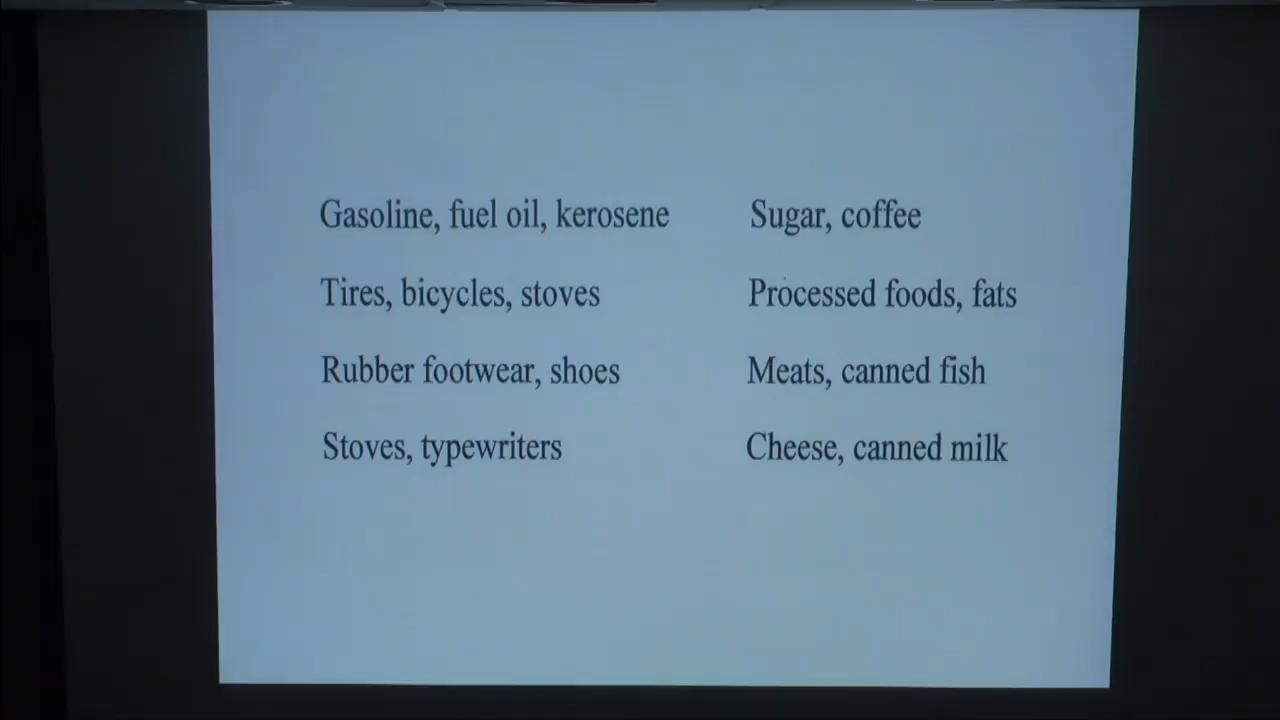 Gasoline, fuel oil, kerosene
Tires, bicycles, stoves
Rubber footwear, shoes
Stoves, typewriters
Sugar, coffee
Processed foods, fats
Meats, canned fish
Cheese, canned milk